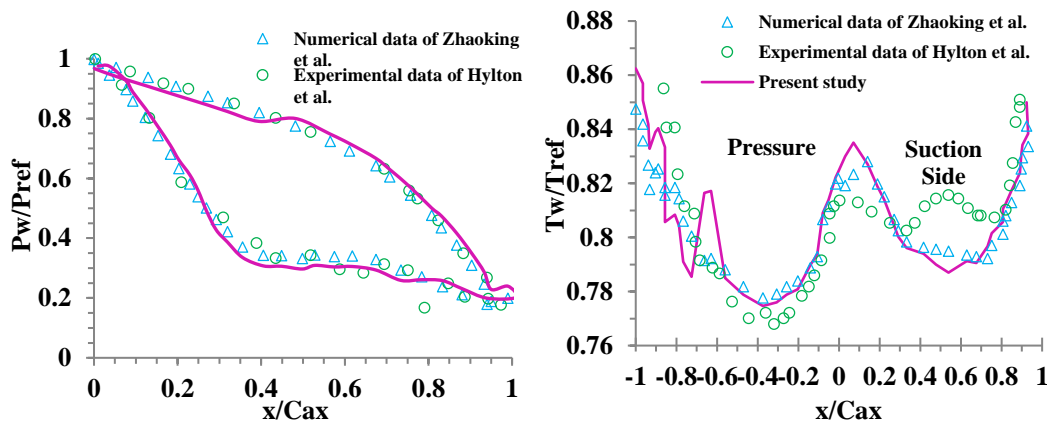 Numerical data of Zhaoking
et al.
Experimental data of Hylton
et al.
Pw/Pref
1
0.8
0.6
0.4
0.2
0
0
0.2
0.4
0.6
0.8
1
x/Cax
Numerical data of Zhaoking et al.
Experimental data of Hylton et al.
Present study
Pressure
Suction
Side
Tw/Tref
0.88
0.86
0.84
0.82
0.8
0.78
0.76
-1 -0.8 -0.6 -0.4 -0.2 0 0.2 0.4 0.6 0.8 1
x/Cax